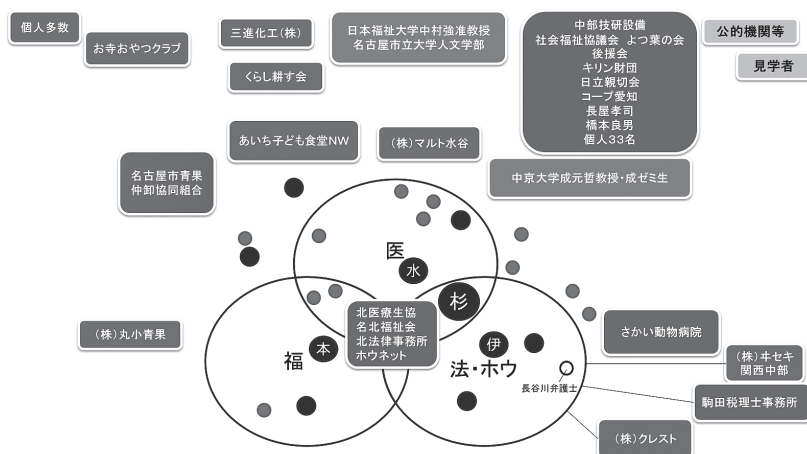 個人多数
お寺おやつクラブ
三進化工(株)
くらし耕す会
日本福祉大学中村強准教授
名古屋市立大学人文学部
中部技研設備
社会福祉協議会 よつ葉の会
後援会
キリン財団
日立親切会
コープ愛知
長屋孝司
橋本良男
個人33名
公的機関等
見学者
あいち子ども食堂NW
(株)マルト水谷
名古屋市青果
仲卸協同組合
中京大学成元哲教授・成ゼミ生
医
水
杉
北医療生協
名北福祉会
北法律事務所
ホウネット
(株)丸小青果
福
本
伊
法・ホウ
長谷川弁護士
さかい動物病院
(株)ヰセキ
関西中部
駒田税理士事務所
(株)クレスト